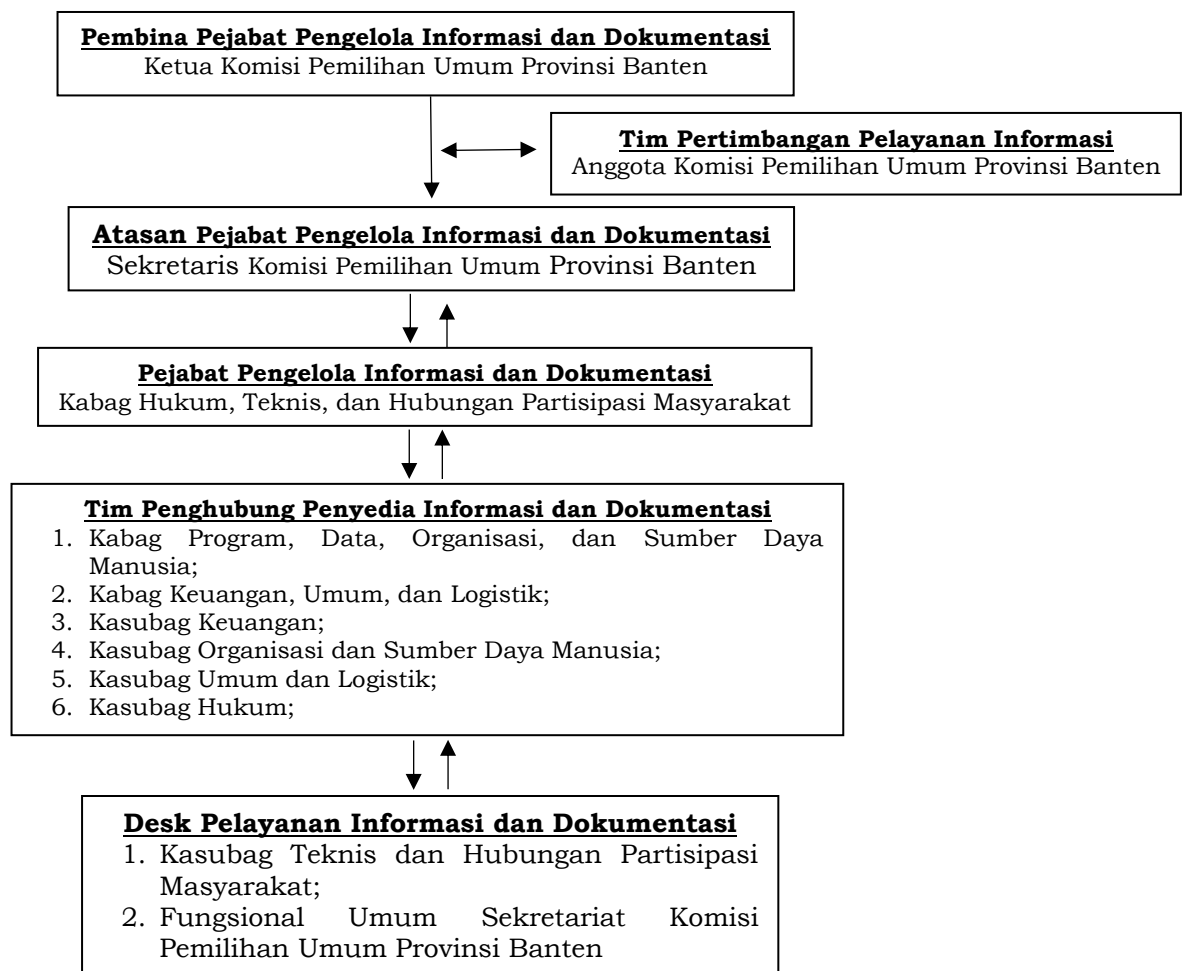 Pembina Pejabat Pengelola Informasi dan Dokumentasi
Ketua Komisi Pemilihan Umum Provinsi Banten
Tim Pertimbangan Pelayanan Informasi
Anggota Komisi Pemilihan Umum Provinsi Banten
Atasan Pejabat Pengelola Informasi dan Dokumentasi
Sekretaris Komisi Pemilihan Umum Provinsi Banten
Pejabat Pengelola Informasi dan Dokumentasi
Kabag Hukum, Teknis, dan Hubungan Partisipasi Masyarakat
Tim Penghubung Penyedia Informasi dan Dokumentasi
1. Kabag Program, Data, Organisasi, dan Sumber Daya
Manusia;
2. Kabag Keuangan, Umum, dan Logistik;
3. Kasubag Keuangan;
4. Kasubag Organisasi dan Sumber Daya Manusia;
5. Kasubag Umum dan Logistik;
6. Kasubag Hukum;
Desk Pelayanan Informasi dan Dokumentasi
1. Kasubag Teknis dan Hubungan Partisipasi
Masyarakat;
2. Fungsional Umum Sekretariat Komisi
Pemilihan Umum Provinsi Banten